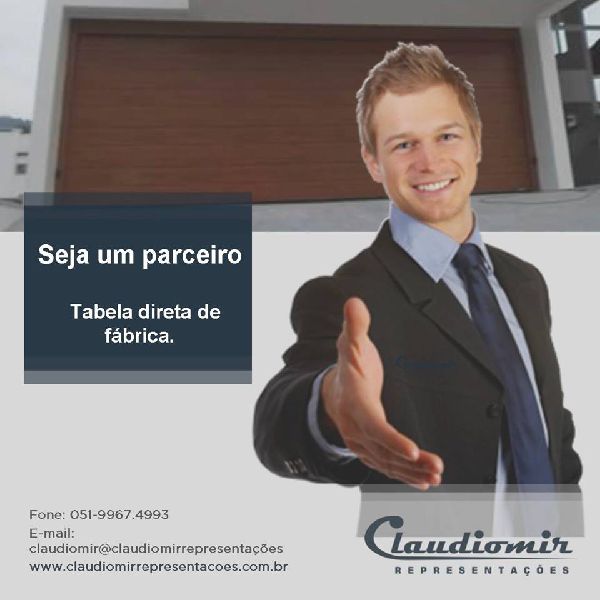 Seja um parceiro
Tabela direta de
fábrica.
Claudiomir
Fone: 051-9967.4993
E-mail:
claudiomir@claudiomirrepresentações
www.claudiomirrepresentacoes.com.br
Claudiomir
REPRESENTAÇÕES